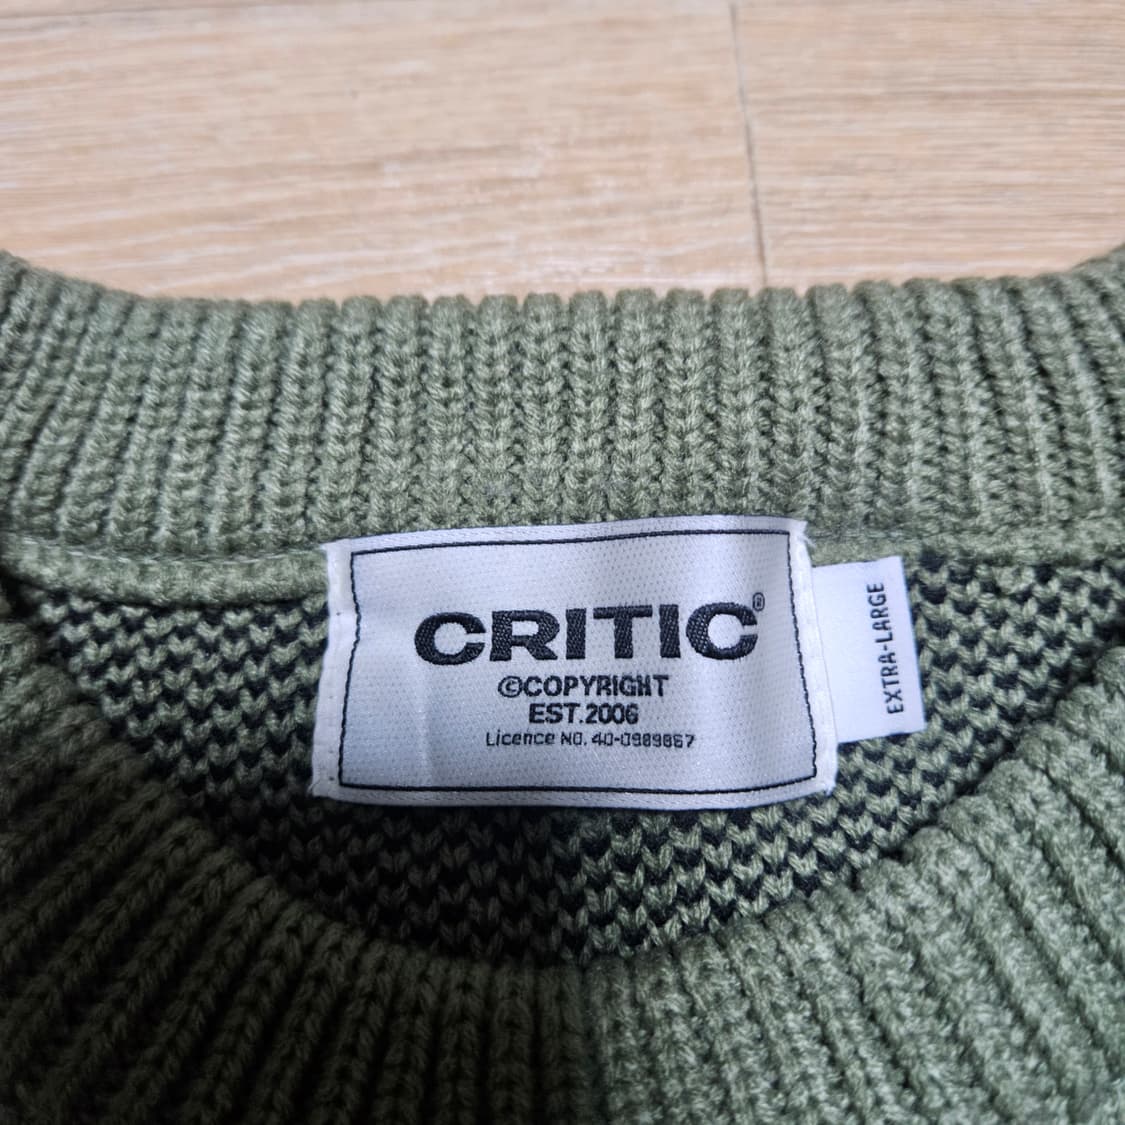 CRITIC®
©COPYRIGHT
EST.2006
Licence NO. 40-0989867
EXTRA-LARGE